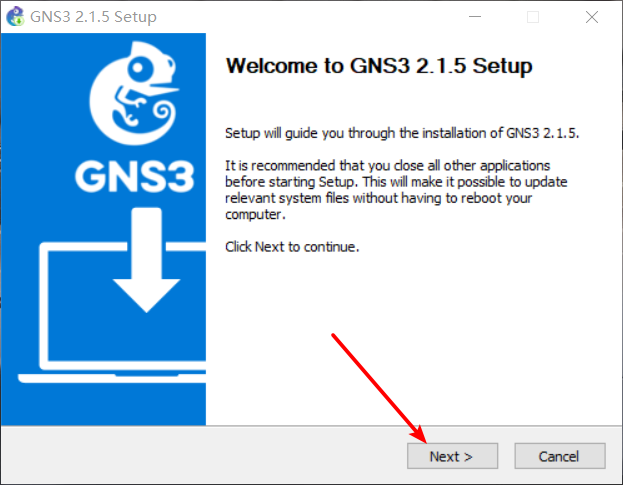 GNS3 2.1.5 Setup
Welcome to GNS3 2.1.5 Setup
GNS3
Setup will guide you through the installation of GNS3 2.1.5.
It is recommended that you close all other applications
before starting Setup. This will make it possible to update
relevant system files without having to reboot your
computer.
Click Next to continue.
Next >
Cancel